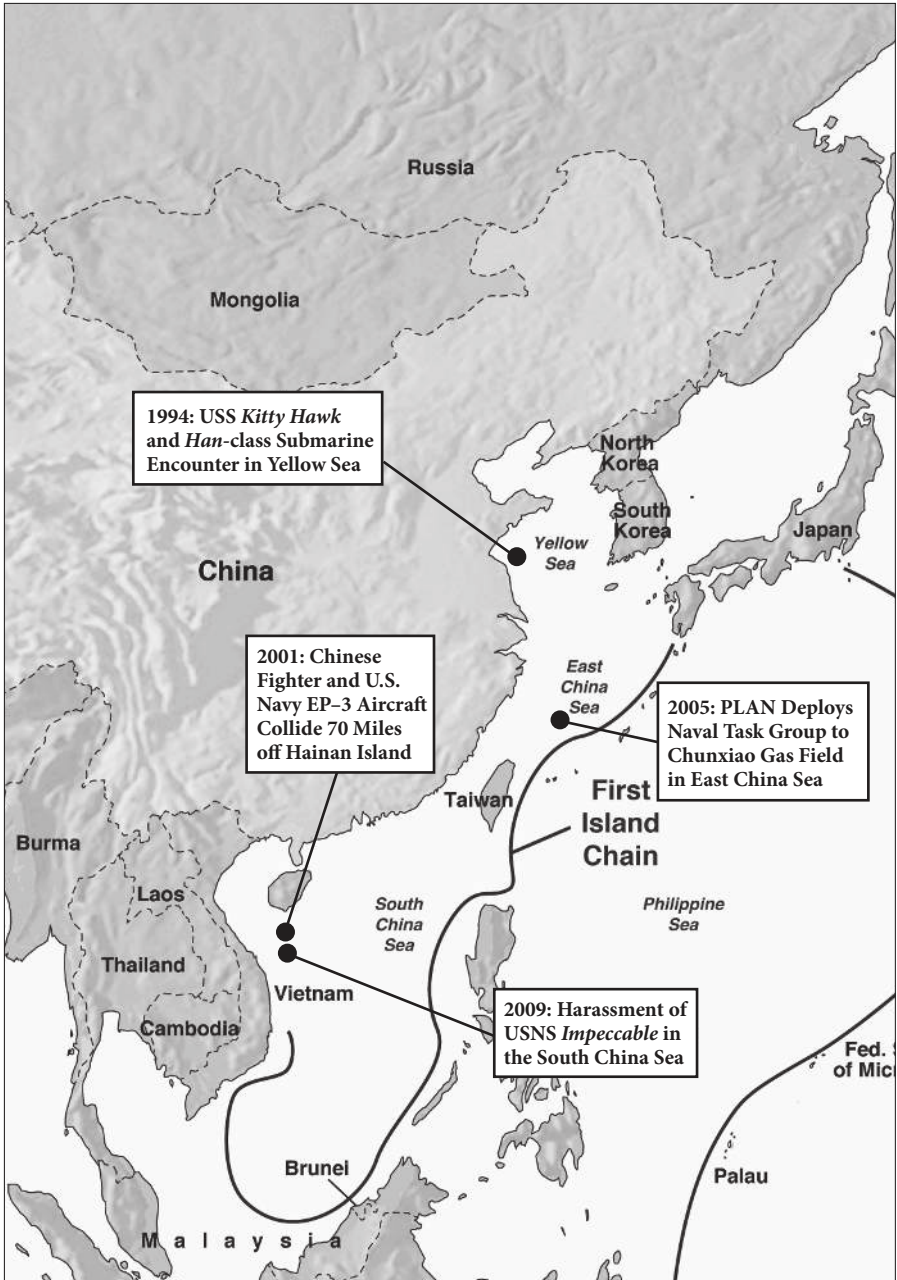 Russia
Mongolia
1994: USS Kitty Hawk
and Han-class Submarine
Encounter in Yellow Sea
North
Korea
South
Korea
Japan
Yellow
Sea
China
2001: Chinese
Fighter and U.S.
Navy EP–3 Aircraft
Collide 70 Miles
off Hainan Island
East
China
Sea
2005: PLAN Deploys
Naval Task Group to
Chunxiao Gas Field
in East China Sea
Taiwan
First
Island
Chain
Burma
Laos
South
China
Sea
Philippine
Sea
Thailand
Vietnam
Cambodia
2009: Harassment of
USNS Impeccable in
the South China Sea
Fed.
of
Palau
Brunei
Malaysia